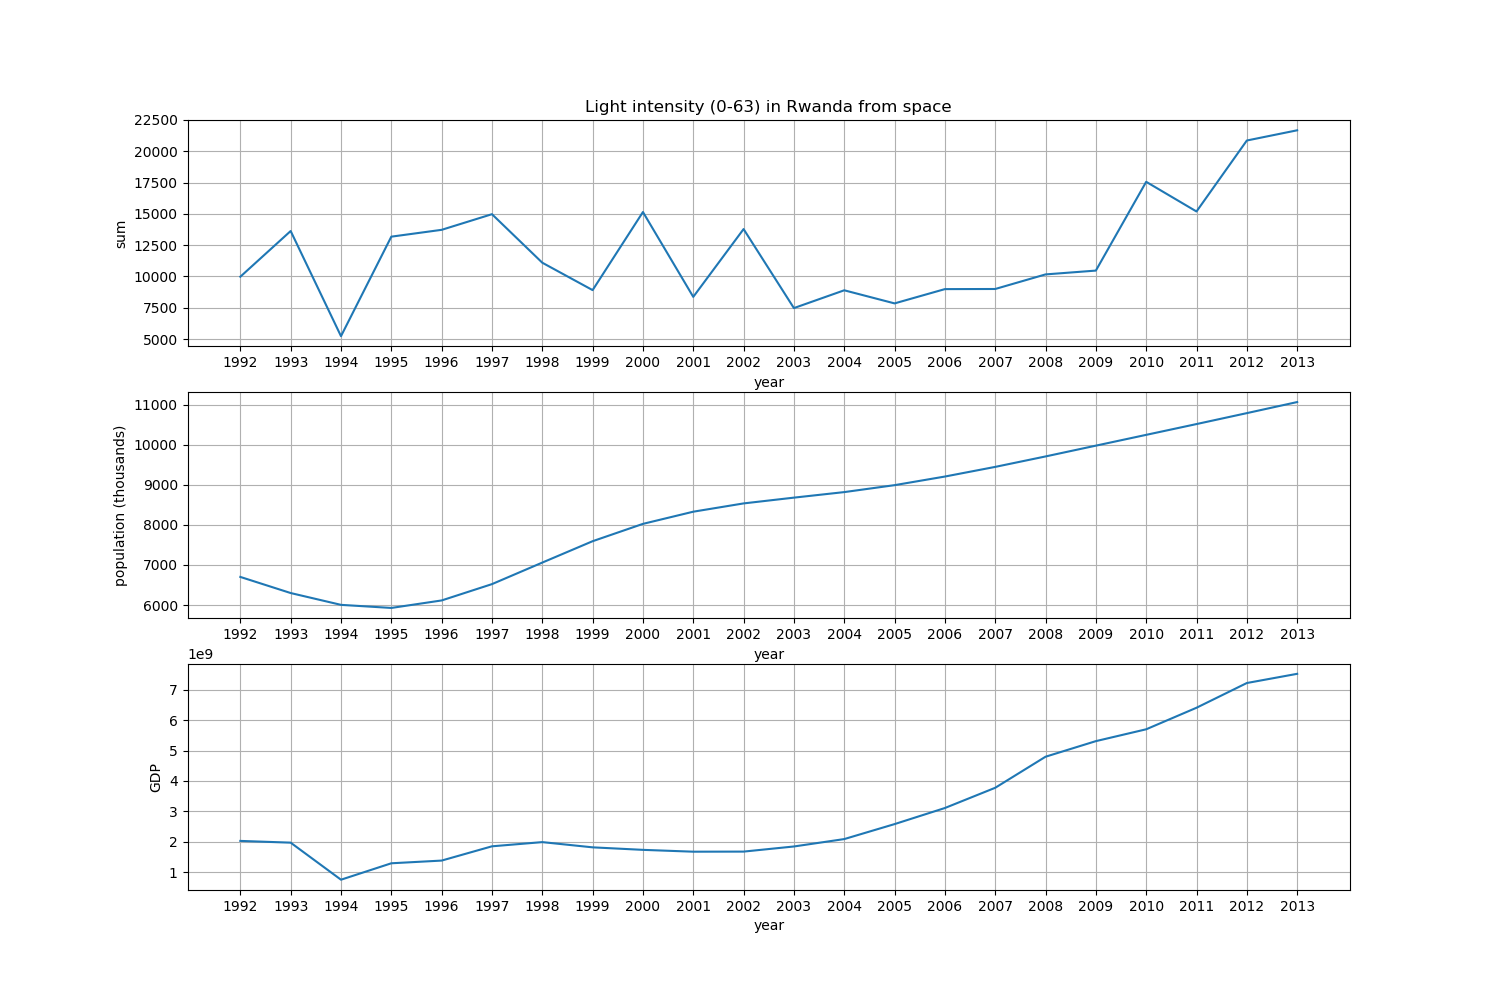 Light intensity (0-63) in Rwanda from space
22500
20000
17500
15000
12500
10000
7500
5000
sum
1992 1993 1994 1995 1996 1997 1998 1999 2000 2001 2002 2003 2004 2005 2006 2007 2008 2009 2010 2011 2012 2013
year
11000
10000
9000
8000
7000
6000
population (thousands)
1992 1993 1994 1995 1996 1997 1998 1999 2000 2001 2002 2003 2004 2005 2006 2007 2008 2009 2010 2011 2012 2013
year
1e9
7
6
5
4
3
2
1
GDP
1992 1993 1994 1995 1996 1997 1998 1999 2000 2001 2002 2003 2004 2005 2006 2007 2008 2009 2010 2011 2012 2013
year